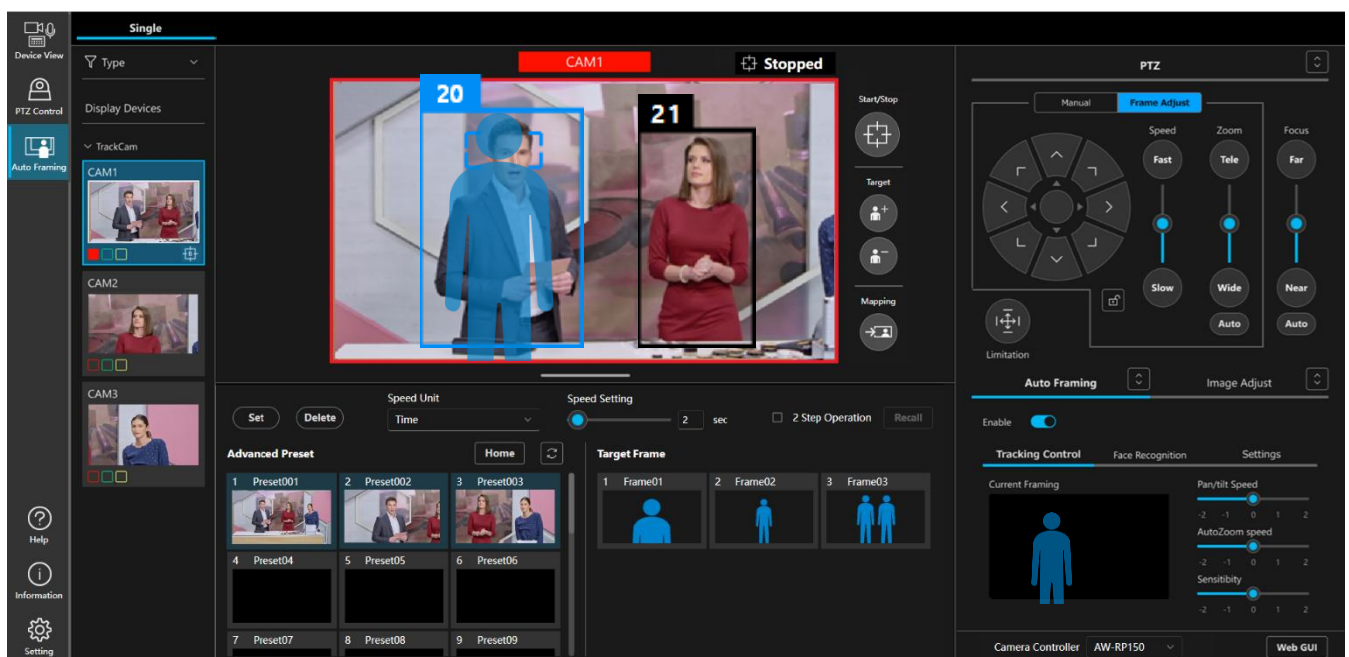 Device View
PTZ Control
Auto Framing
Help
Information
Setting
Single
Type
Display Devices
TrackCam
CAM1
CAM2
CAM3
CAM1
Stopped
20
21
Start/Stop
Target
Mapping
Set
Delete
Speed Unit
Time
Speed Setting
2 sec
2 Step Operation
Recall
Advanced Preset
Home
1 Preset001
2 Preset002
3 Preset003
4 Preset04
5 Preset05
6 Preset06
7 Preset07
8 Preset08
9 Preset09
Target Frame
1 Frame01
2 Frame02
3 Frame03
PTZ
Manual
Frame Adjust
Speed
Zoom
Focus
Fast
Tele
Far
Slow
Wide
Near
Auto
Auto
Limitation
Auto Framing
Image Adjust
Enable
Tracking Control
Face Recognition
Settings
Current Framing
Pan/tilt Speed
-2 -1 0 1 2
AutoZoom speed
-2 -1 0 1 2
Sensitibity
-2 -1 0 1 2
Camera Controller
AW-RP150
Web GUI